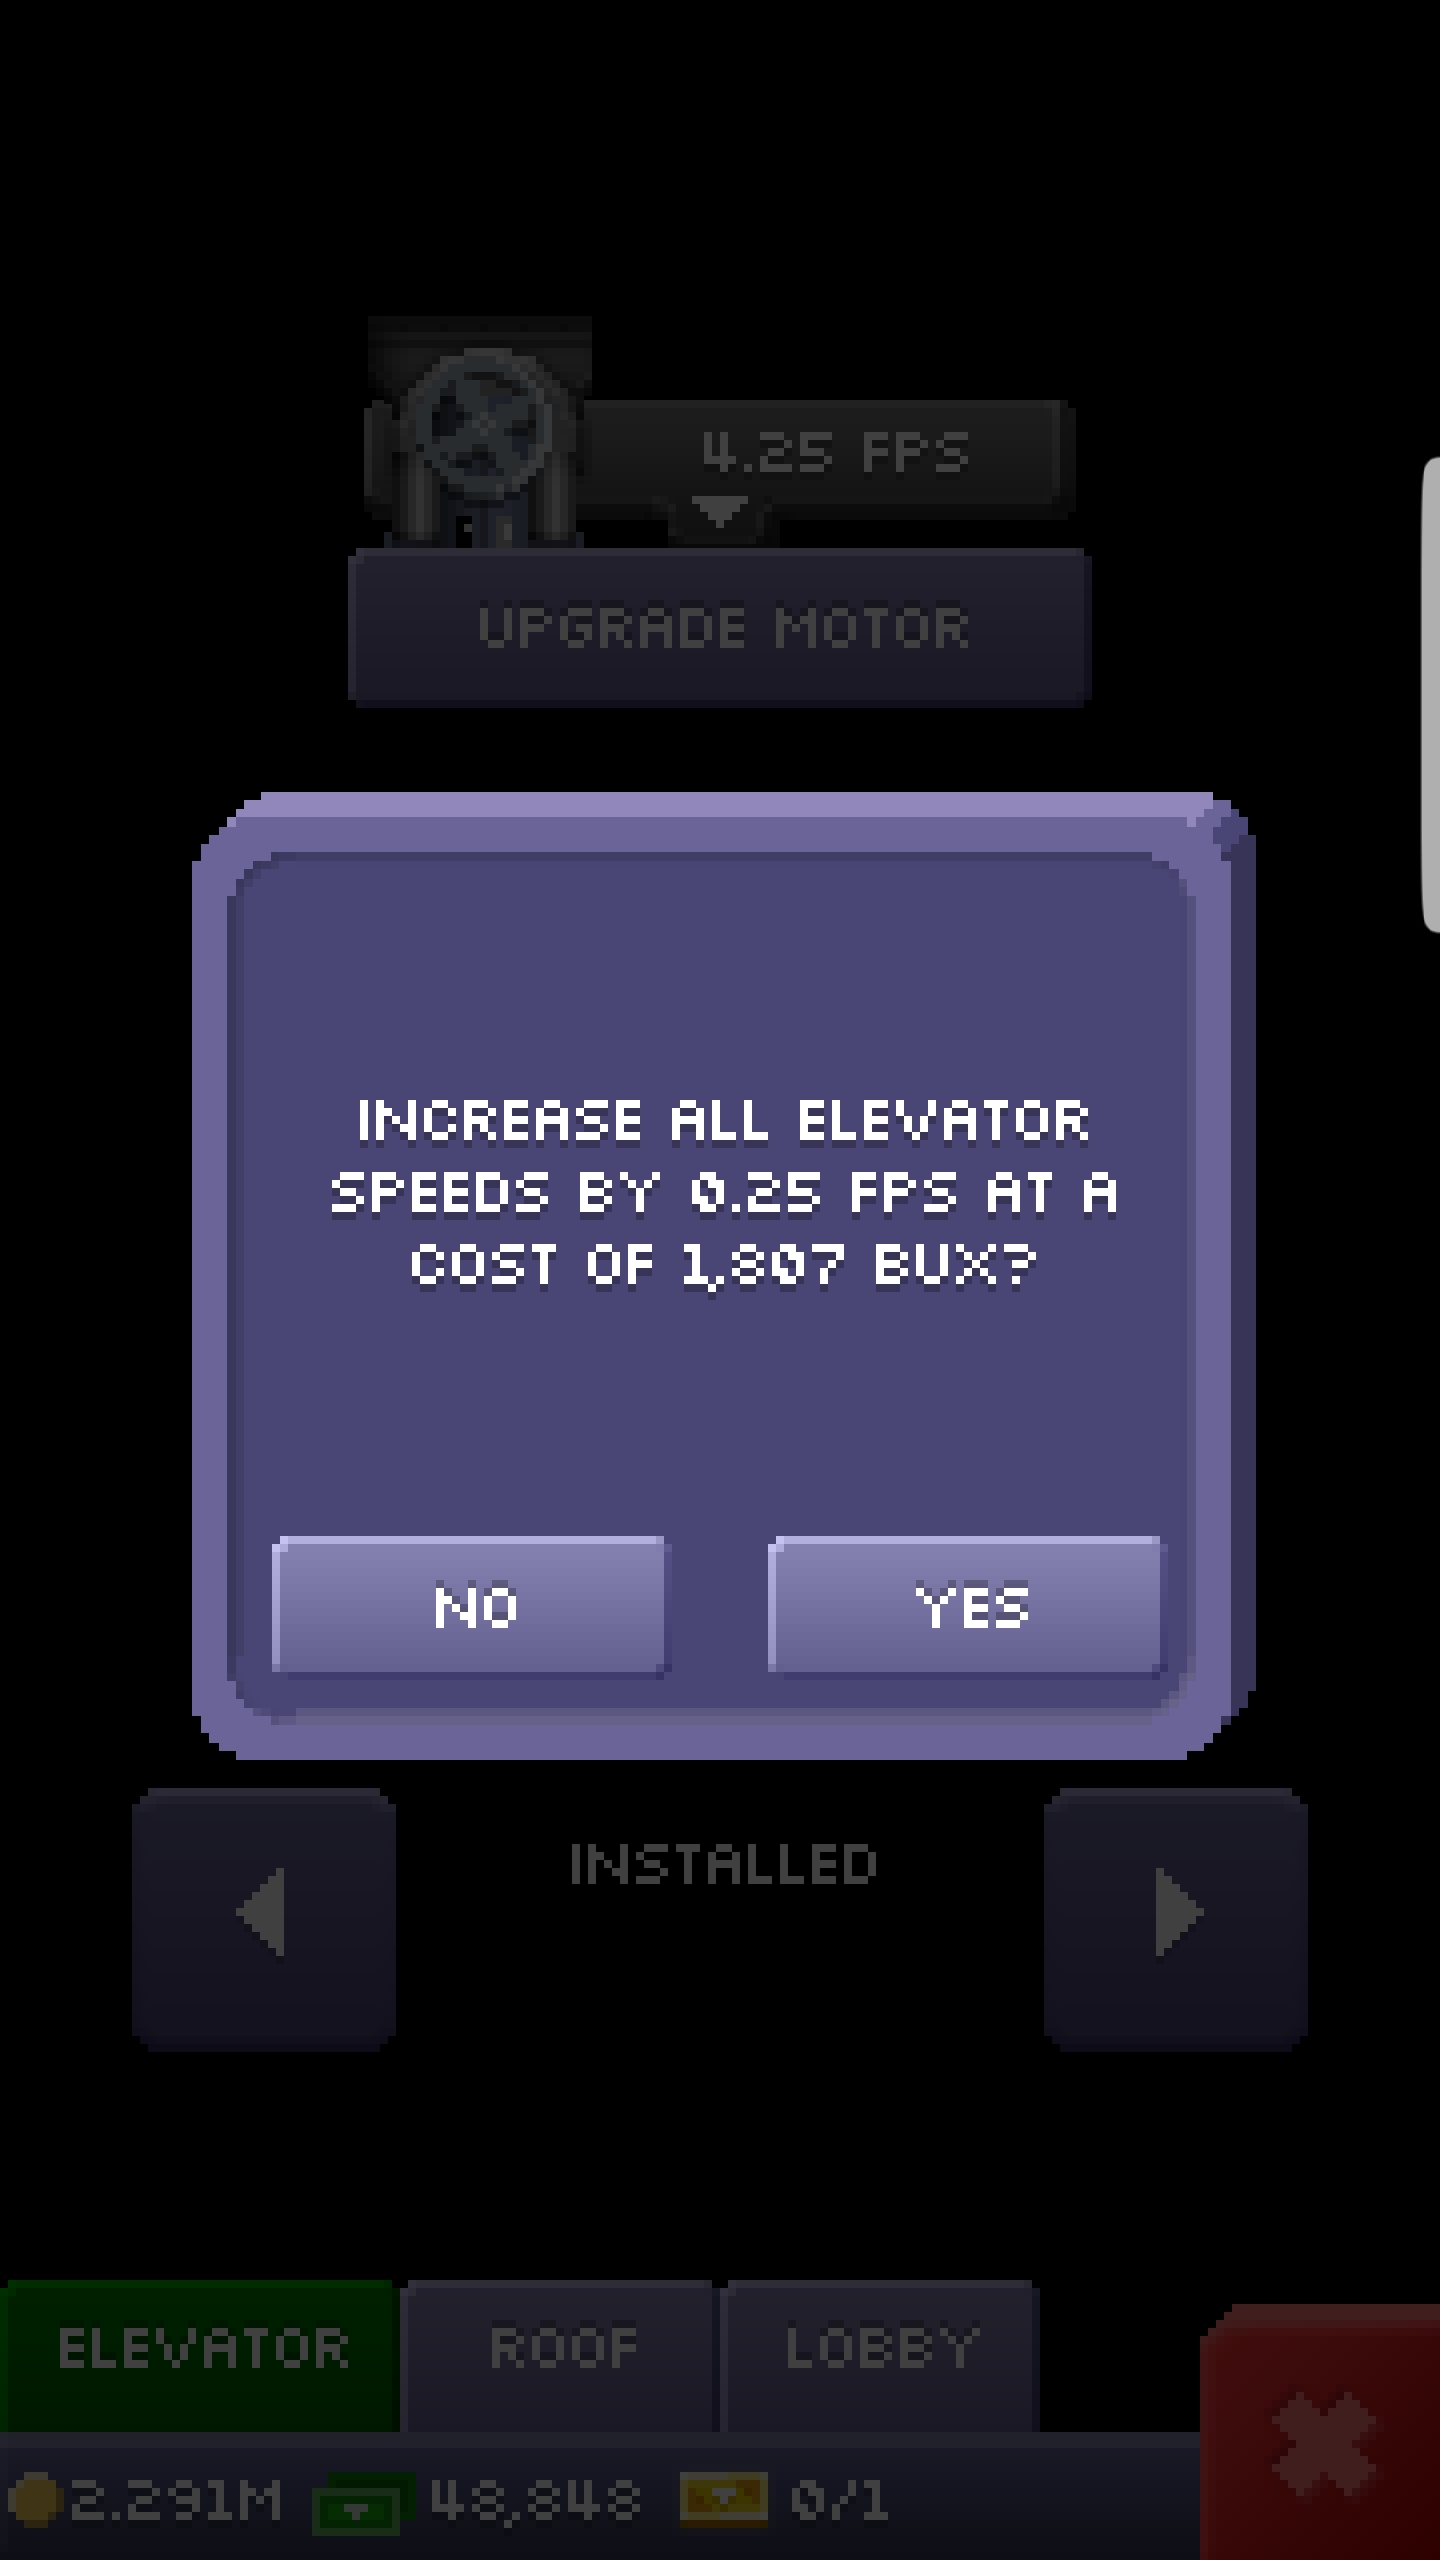 4.25 FPS
UPGRADE MOTOR
INCREASE ALL ELEVATOR
SPEEDS BY 0.25 FPS AT A
COST OF 1,807 BUX?
NO
YES
INSTALLED
ELEVATOR
ROOF
LOBBY
2.291M
48,848
0/1